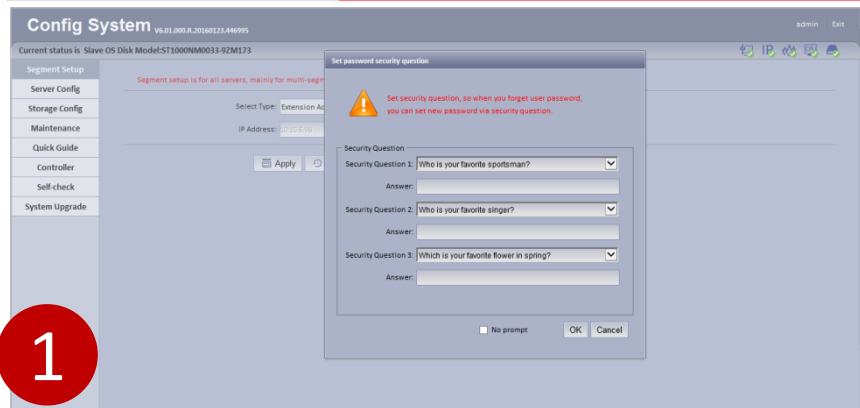 Config System V6.01.000.R.20160123.446995
admin Exit
Current status is Slave OS Disk Model:ST1000NM0033-9ZM173
IP
Segment Setup
Server Config
Storage Config
Maintenance
Quick Guide
Controller
Self-check
System Upgrade
Segment setup is for all servers, mainly for multi-segm
Select Type: Extension Ad
IP Address:
Apply
Set password security question
Set security question, so when you forget user password,
you can set new password via security question.
Security Question
Security Question 1: Who is your favorite sportsman?
Answer:
Security Question 2: Who is your favorite singer?
Answer:
Security Question 3: Which is your favorite flower in spring?
Answer:
No prompt OK Cancel
1